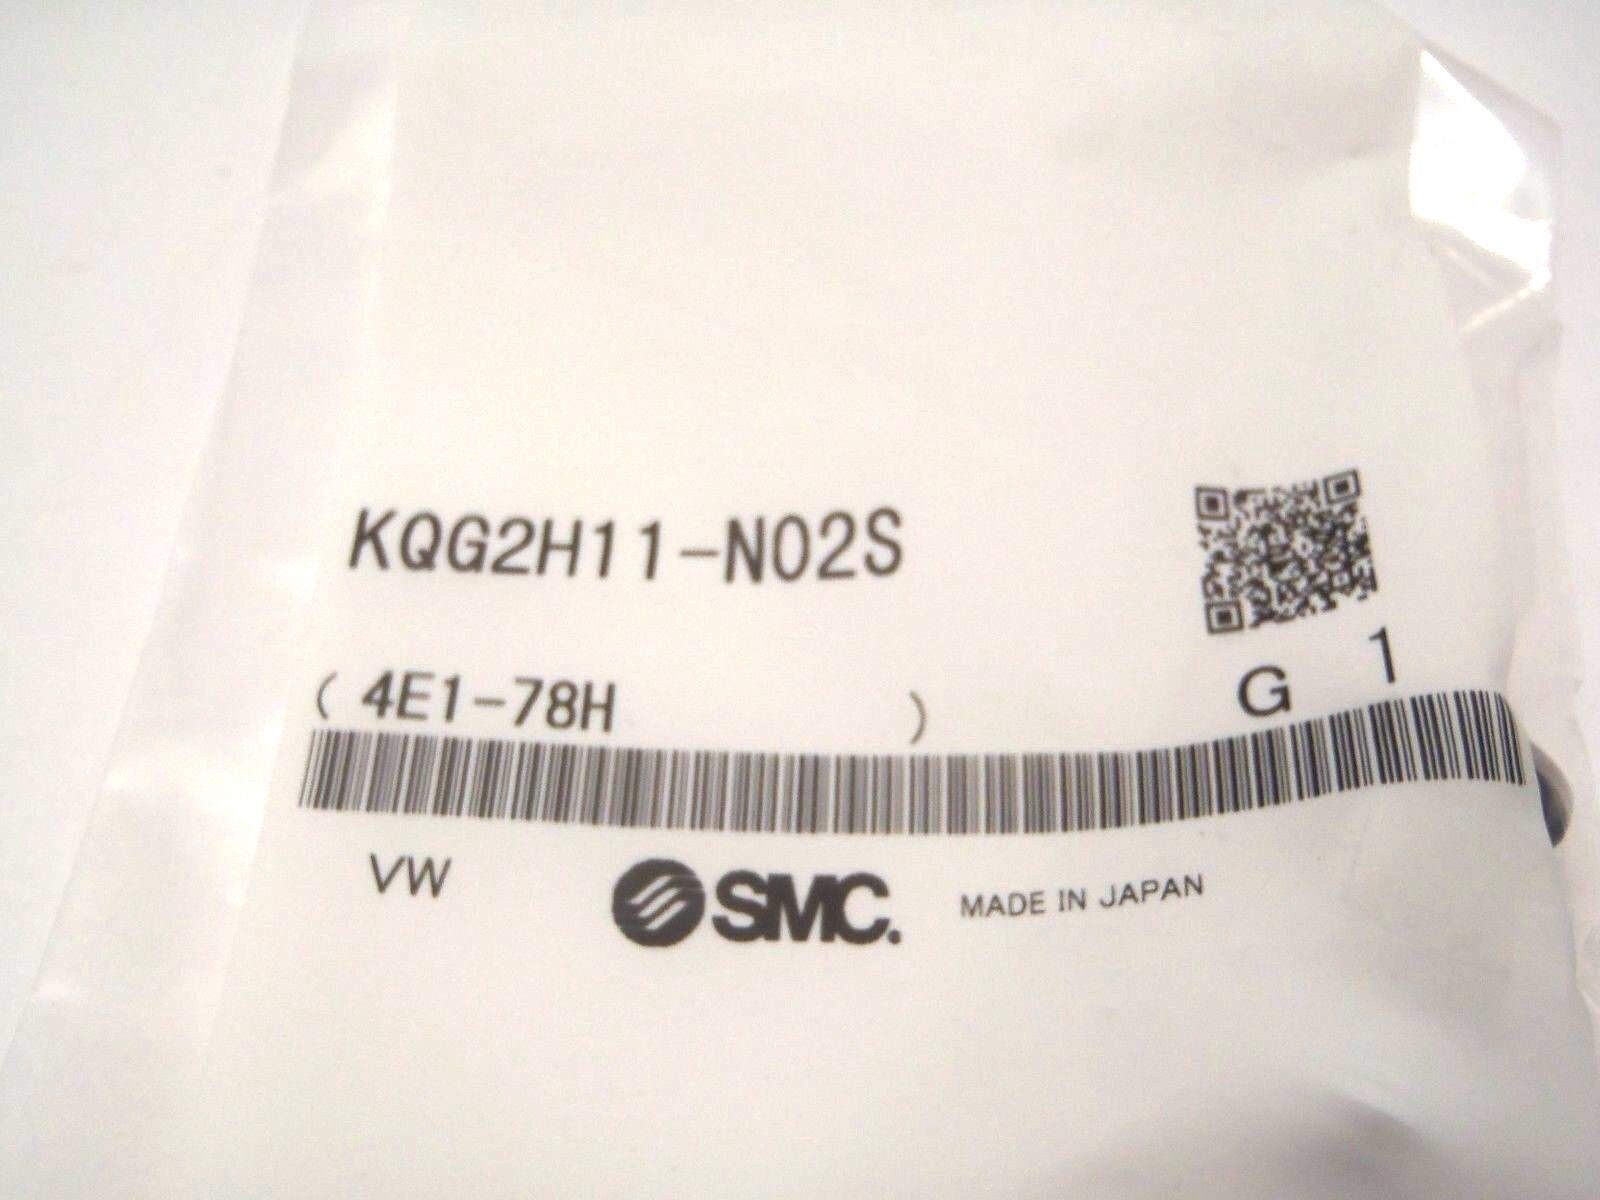 KQG2H11-N02S
( 4E1-78H )
G 1
VW
SMC.
MADE IN JAPAN